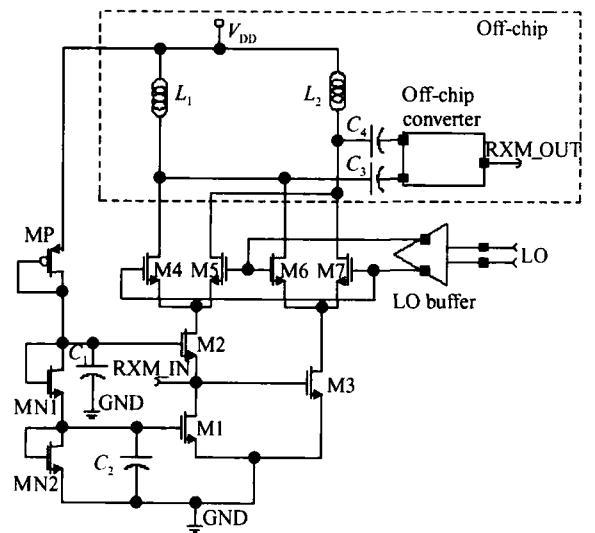 Off-chip
V_DD
L_1
L_2
Off-chip
converter
C_4
C_3
RXM_OUT
MP
M4
M5
M6
M7
LO
LO buffer
C_1
M2
RXM_IN
M3
MN1
GND
M1
C_2
MN2
GND